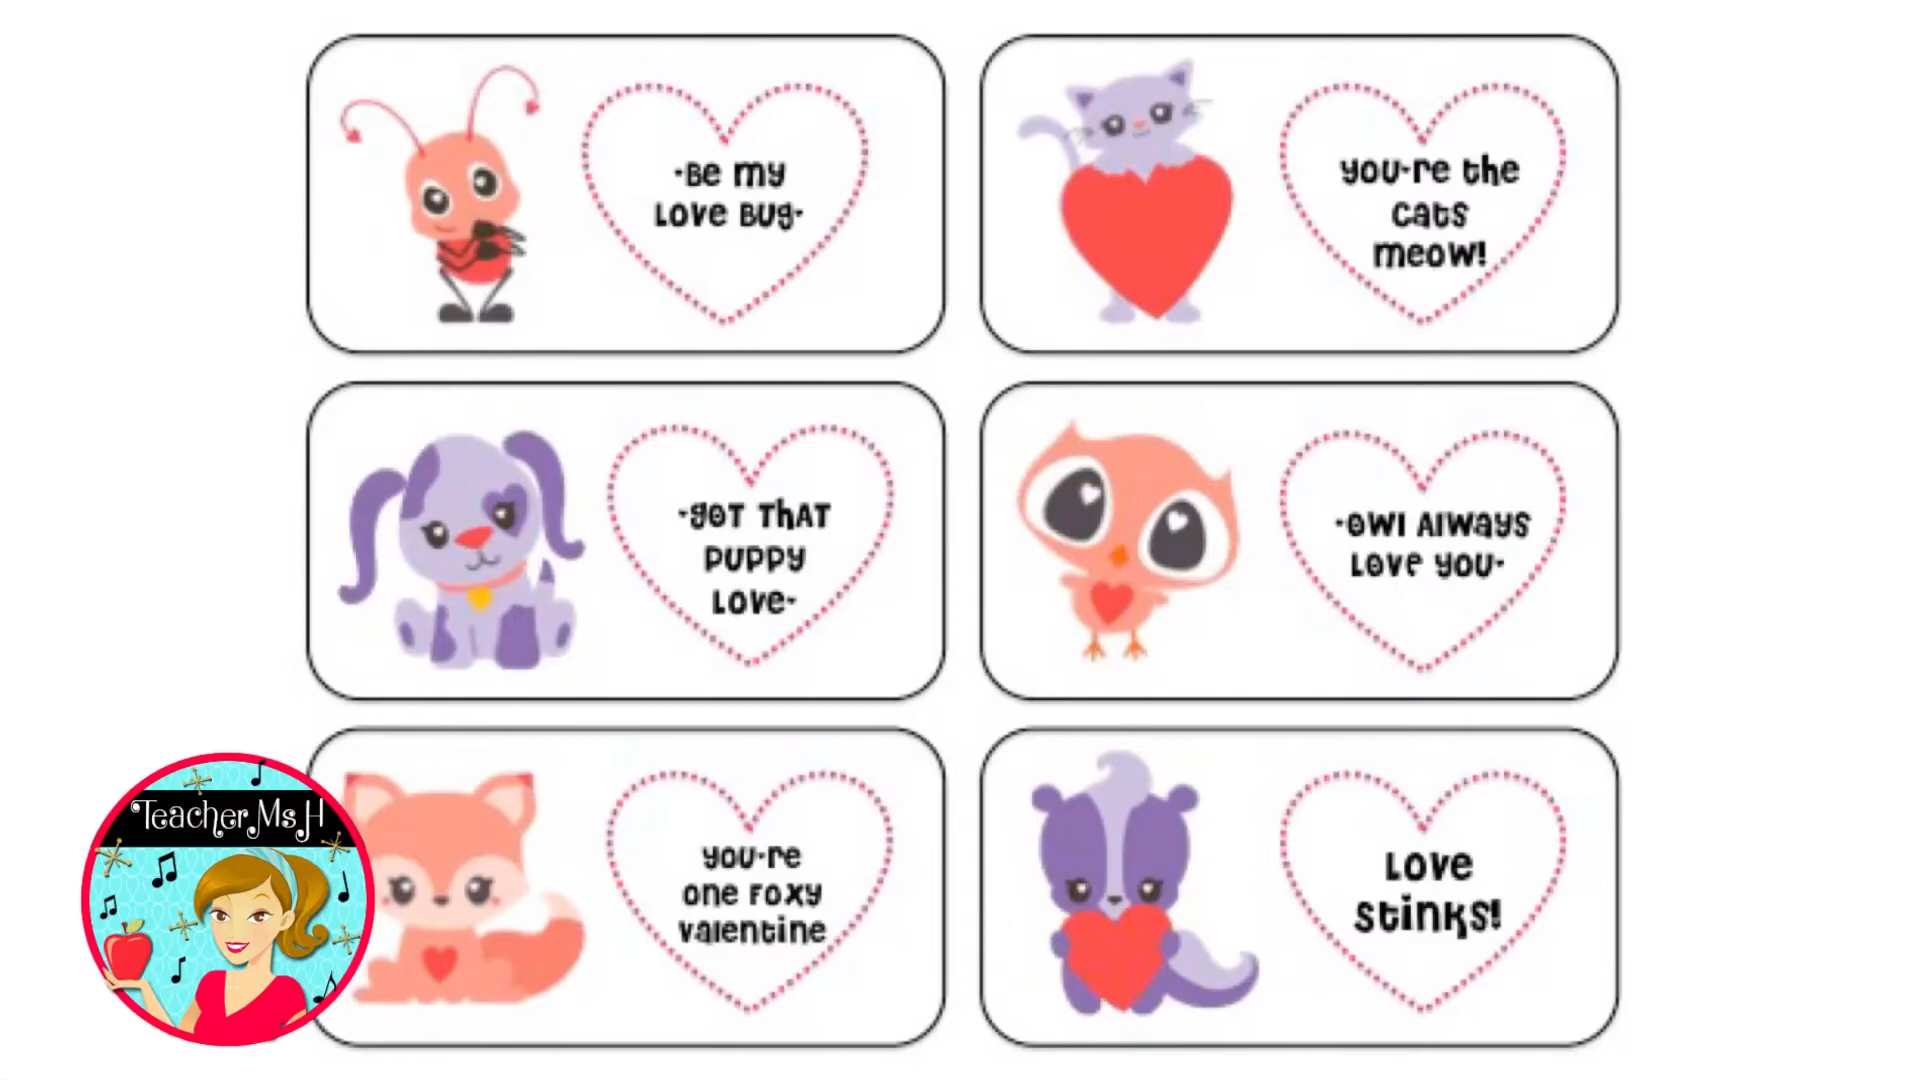 -Be my
Love Bug-
You-re the
Cats
meow!
-GOT THAT
PUPPY
LOVE-
-OWl Always
Love you-
You-re
one Foxy
Valentine
Love
stinks!
Teacher Ms H